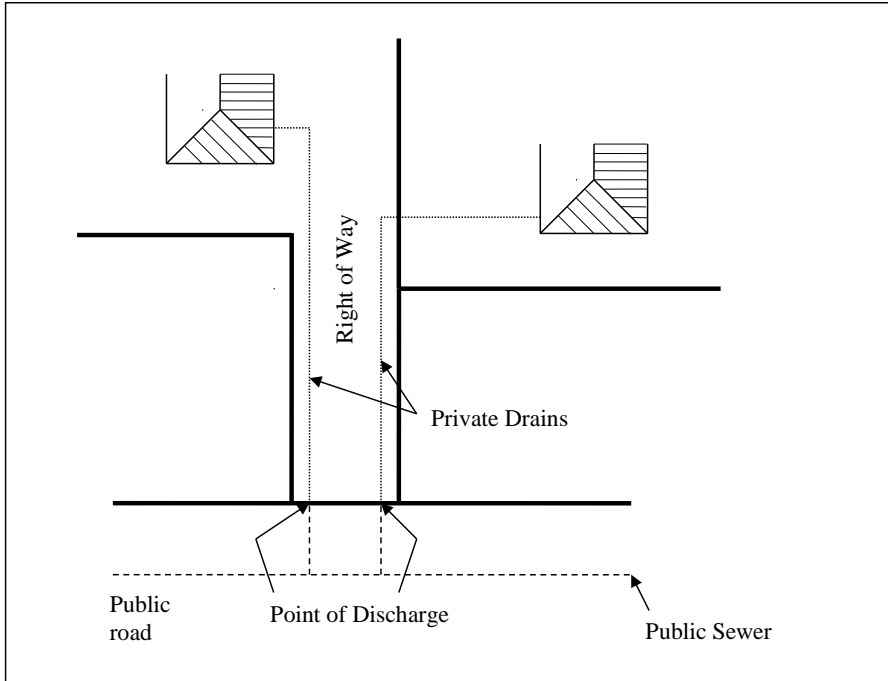 Right of Way
Private Drains
Point of Discharge
Public
road
Public Sewer